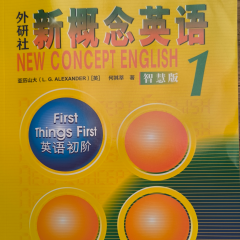 外研社
新概念英语
NEW CONCEPT ENGLISH
亚历山大（L. G. ALEXANDER）[英] 何其莘 著
智慧版
1
First
Things First
英语初阶